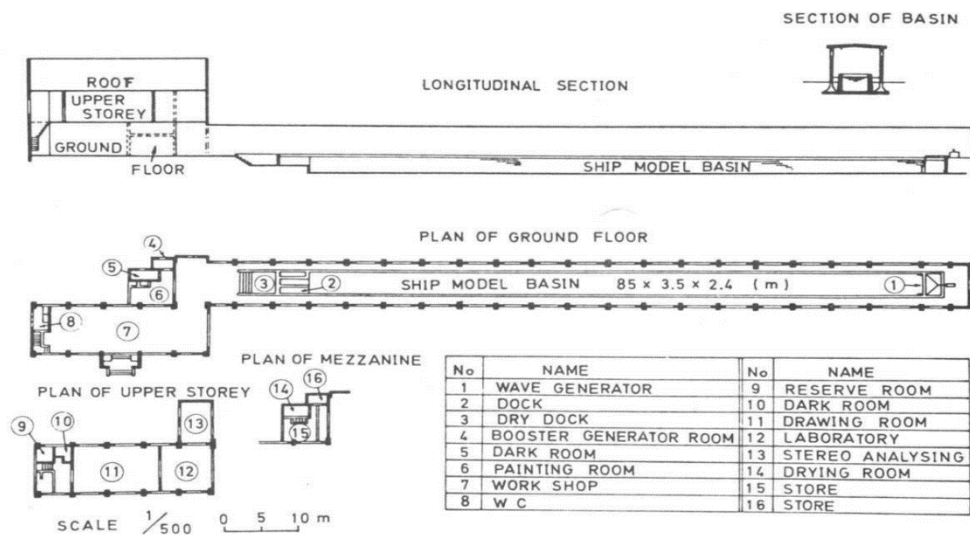 SECTION OF BASIN
LONGITUDINAL SECTION
ROOF
UPPER
STOREY
GROUND
FLOOR
SHIP MODEL BASIN
PLAN OF GROUND FLOOR
4
5
6
3
2
SHIP MODEL BASIN 85 x 3.5 x 2.4 (m)
1
8
7
PLAN OF MEZZANINE
14
16
15
PLAN OF UPPER STOREY
9
10
13
11
12
SCALE 1/500 0 5 10 m
No NAME No NAME
1 WAVE GENERATOR 9 RESERVE ROOM
2 DOCK 10 DARK ROOM
3 DRY DOCK 11 DRAWING ROOM
4 BOOSTER GENERATOR ROOM 12 LABORATORY
5 DARK ROOM 13 STEREO ANALYSING
6 PAINTING ROOM 14 DRYING ROOM
7 WORK SHOP 15 STORE
8 W C 16 STORE